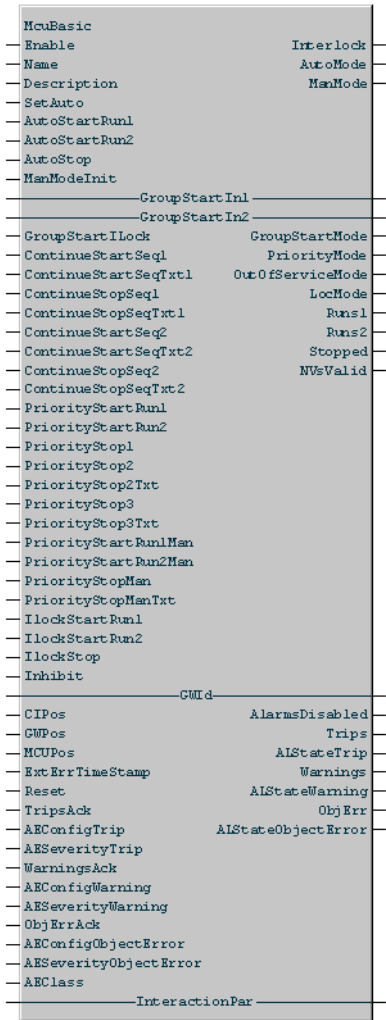 McuBasic
Enable Interlock
Name AutoMode
Description ManMode
SetAuto
AutoStartRun1
AutoStartRun2
AutoStop
ManModeInit
GroupStartIn1
GroupStartIn2
GroupStartILock GroupStartMode
ContinueStartSeq1 PriorityMode
ContinueStartSeqTxt1 OutOfServiceMode
ContinueStopSeq1 LocMode
ContinueStopSeqTxt1 Runs1
ContinueStartSeq2 Runs2
ContinueStartSeqTxt2 Stopped
ContinueStopSeq2 NVsValid
ContinueStopSeqTxt2
PriorityStartRun1
PriorityStartRun2
PriorityStop1
PriorityStop2
PriorityStop2Txt
PriorityStop3
PriorityStop3Txt
PriorityStartRun1Man
PriorityStartRun2Man
PriorityStopMan
PriorityStopManTxt
IlockStartRun1
IlockStartRun2
IlockStop
Inhibit
GWId
CIPos AlarmsDisabled
GWPos Trips
MCUPos ALStateTrip
ExtErrTimeStamp Warnings
Reset ALStateWarning
TripsAck ObjErr
AEConfigTrip ALStateObjectError
AESeverityTrip
WarningsAck
AEConfigWarning
AESeverityWarning
ObjErrAck
AEConfigObjectError
AESeverityObjectError
AEClass
InteractionPar